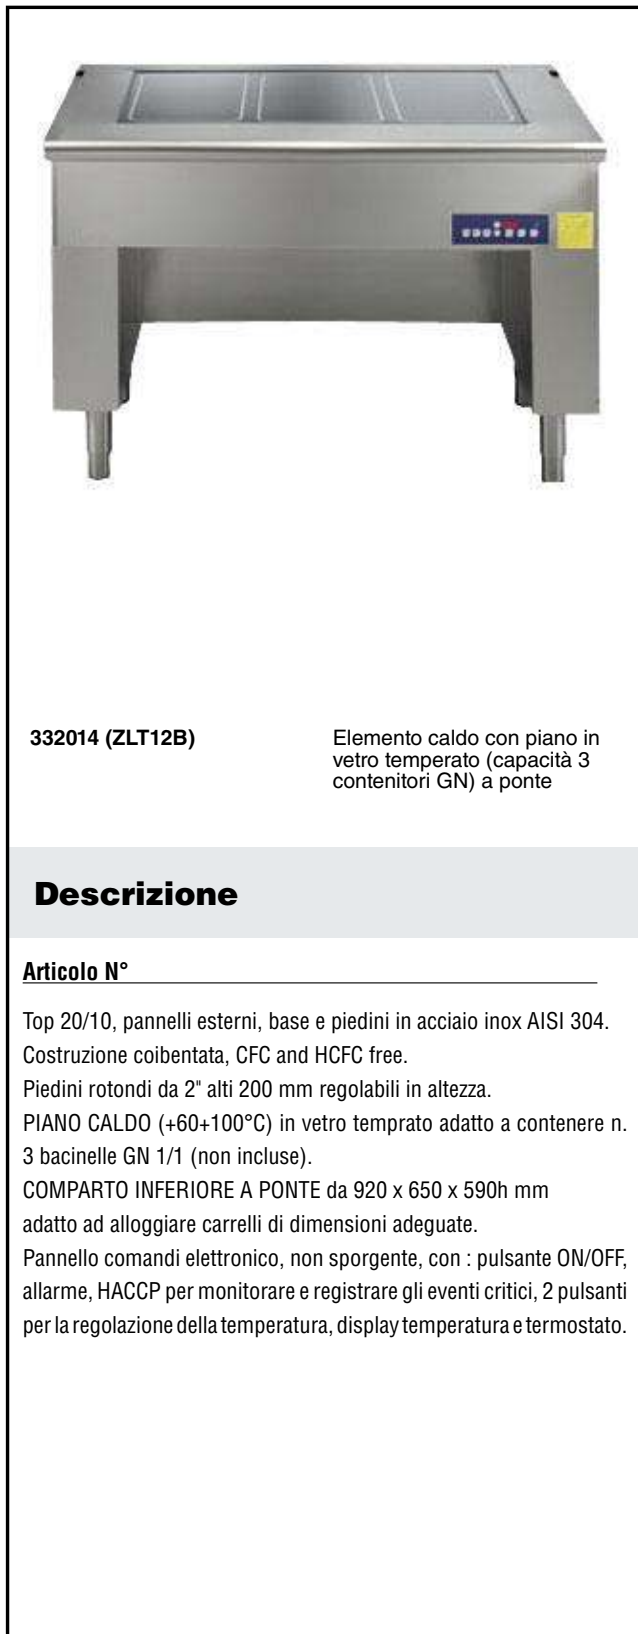 332014 (ZLT12B)
Elemento caldo con piano in
vetro temperato (capacità 3
contenitori GN) a ponte
Descrizione
Articolo N°
Top 20/10, pannelli esterni, base e piedini in acciaio inox AISI 304.
Costruzione coibentata, CFC and HCFC free.
Piedini rotondi da 2" alti 200 mm regolabili in altezza.
PIANO CALDO (+60+100°C) in vetro temprato adatto a contenere n.
3 bacinelle GN 1/1 (non incluse).
COMPARTO INFERIORE A PONTE da 920 x 650 x 590h mm
adatto ad alloggiare carrelli di dimensioni adeguate.
Pannello comandi elettronico, non sporgente, con : pulsante ON/OFF,
allarme, HACCP per monitorare e registrare gli eventi critici, 2 pulsanti
per la regolazione della temperatura, display temperatura e termostato.